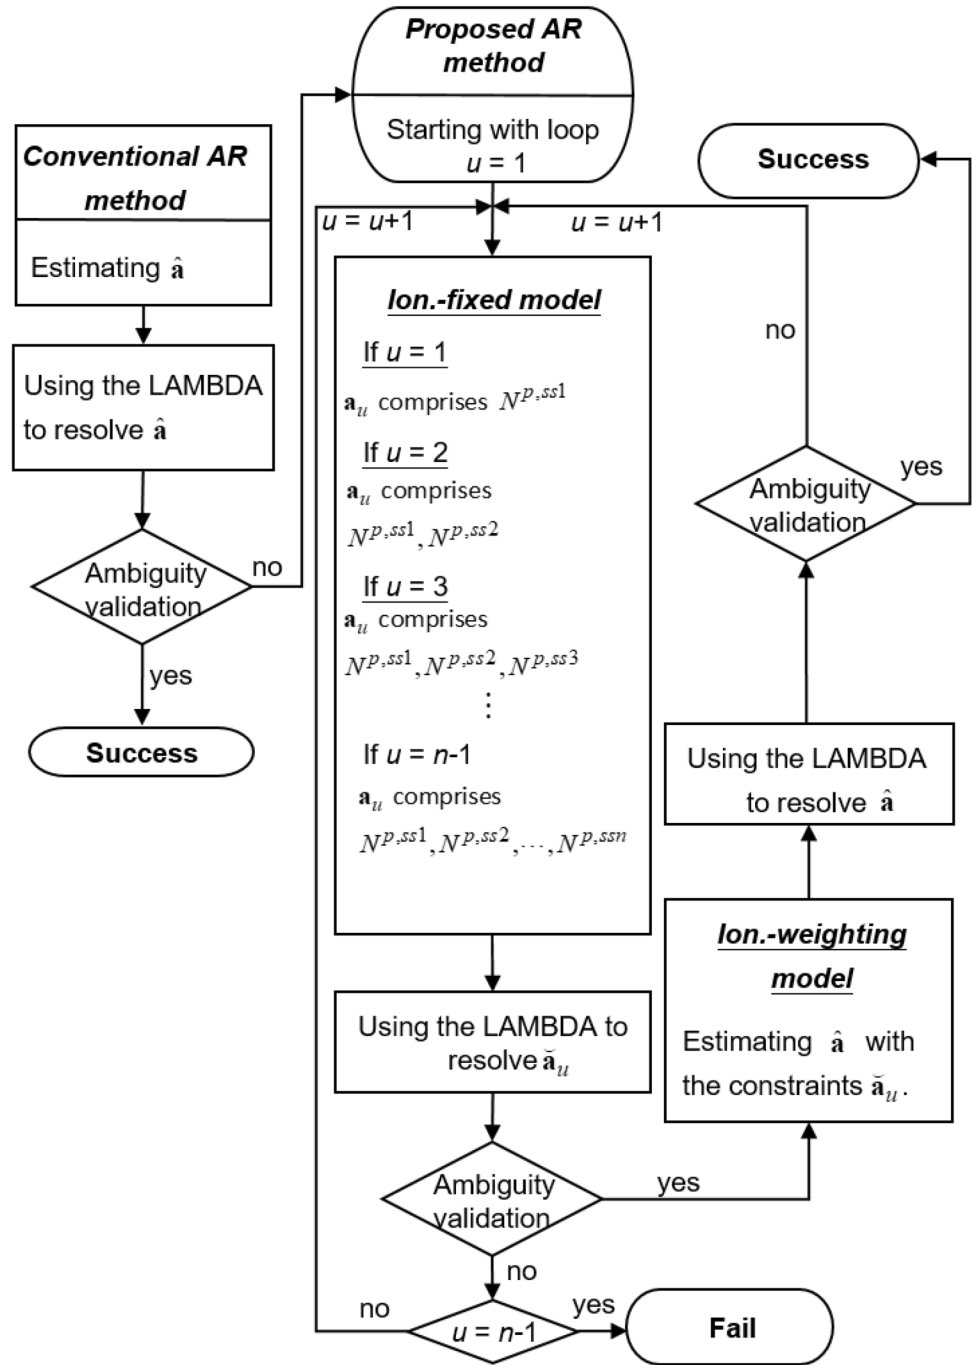 Proposed AR
method
Starting with loop
u = 1
Conventional AR
method
Estimating â
Using the LAMBDA
to resolve â
Ambiguity
validation
no
yes
Success
u = u+1
u = u+1
Ion.-fixed model
If u = 1
a_u comprises N^{p,ss1}
If u = 2
a_u comprises
N^{p,ss1}, N^{p,ss2}
If u = 3
a_u comprises
N^{p,ss1}, N^{p,ss2}, N^{p,ss3}
⋮
If u = n-1
a_u comprises
N^{p,ss1}, N^{p,ss2}, ⋯, N^{p,ssn}
Using the LAMBDA to
resolve ă_u
Ambiguity
validation
yes
no
u = n-1
no
yes
Fail
Ion.-weighting
model
Estimating â with
the constraints ă_u.
Using the LAMBDA
to resolve â
Ambiguity
validation
no
yes
Success